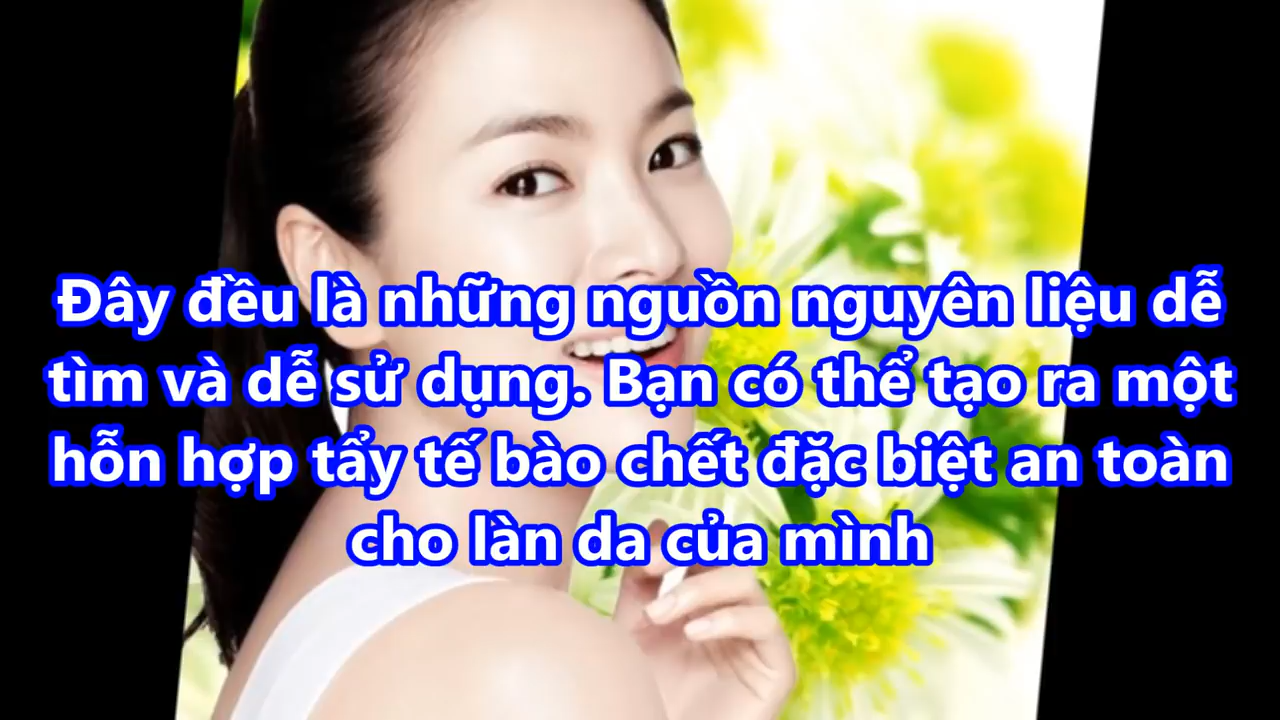 Đây đều là những nguồn nguyên liệu dễ
tìm và dễ sử dụng. Bạn có thể tạo ra một
hỗn hợp tẩy tế bào chết đặc biệt an toàn
cho làn da của mình